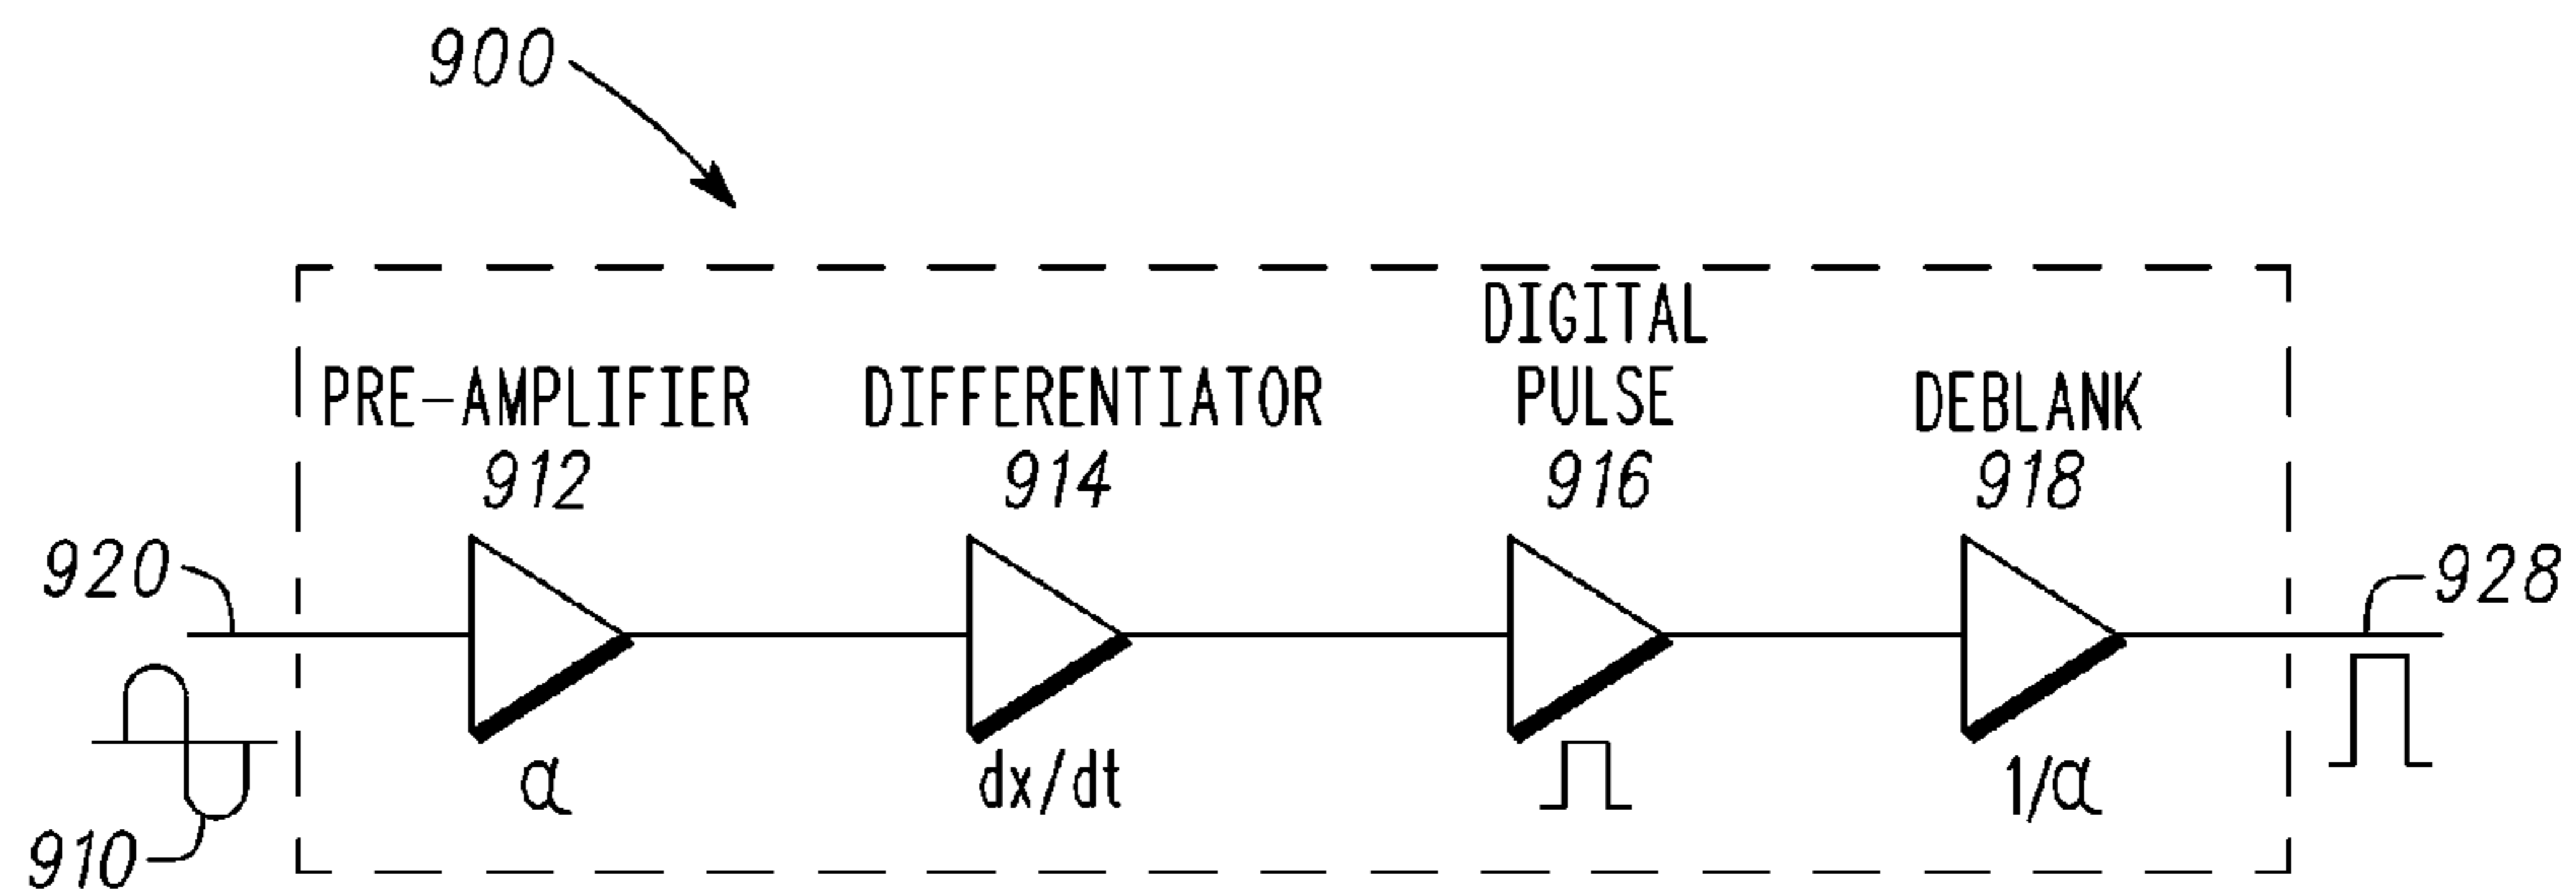 900
DIGITAL
PRE-AMPLIFIER DIFFERENTIATOR PULSE DEBLANK
912 914 916 918
920 928
α dx/dt 1/α
910